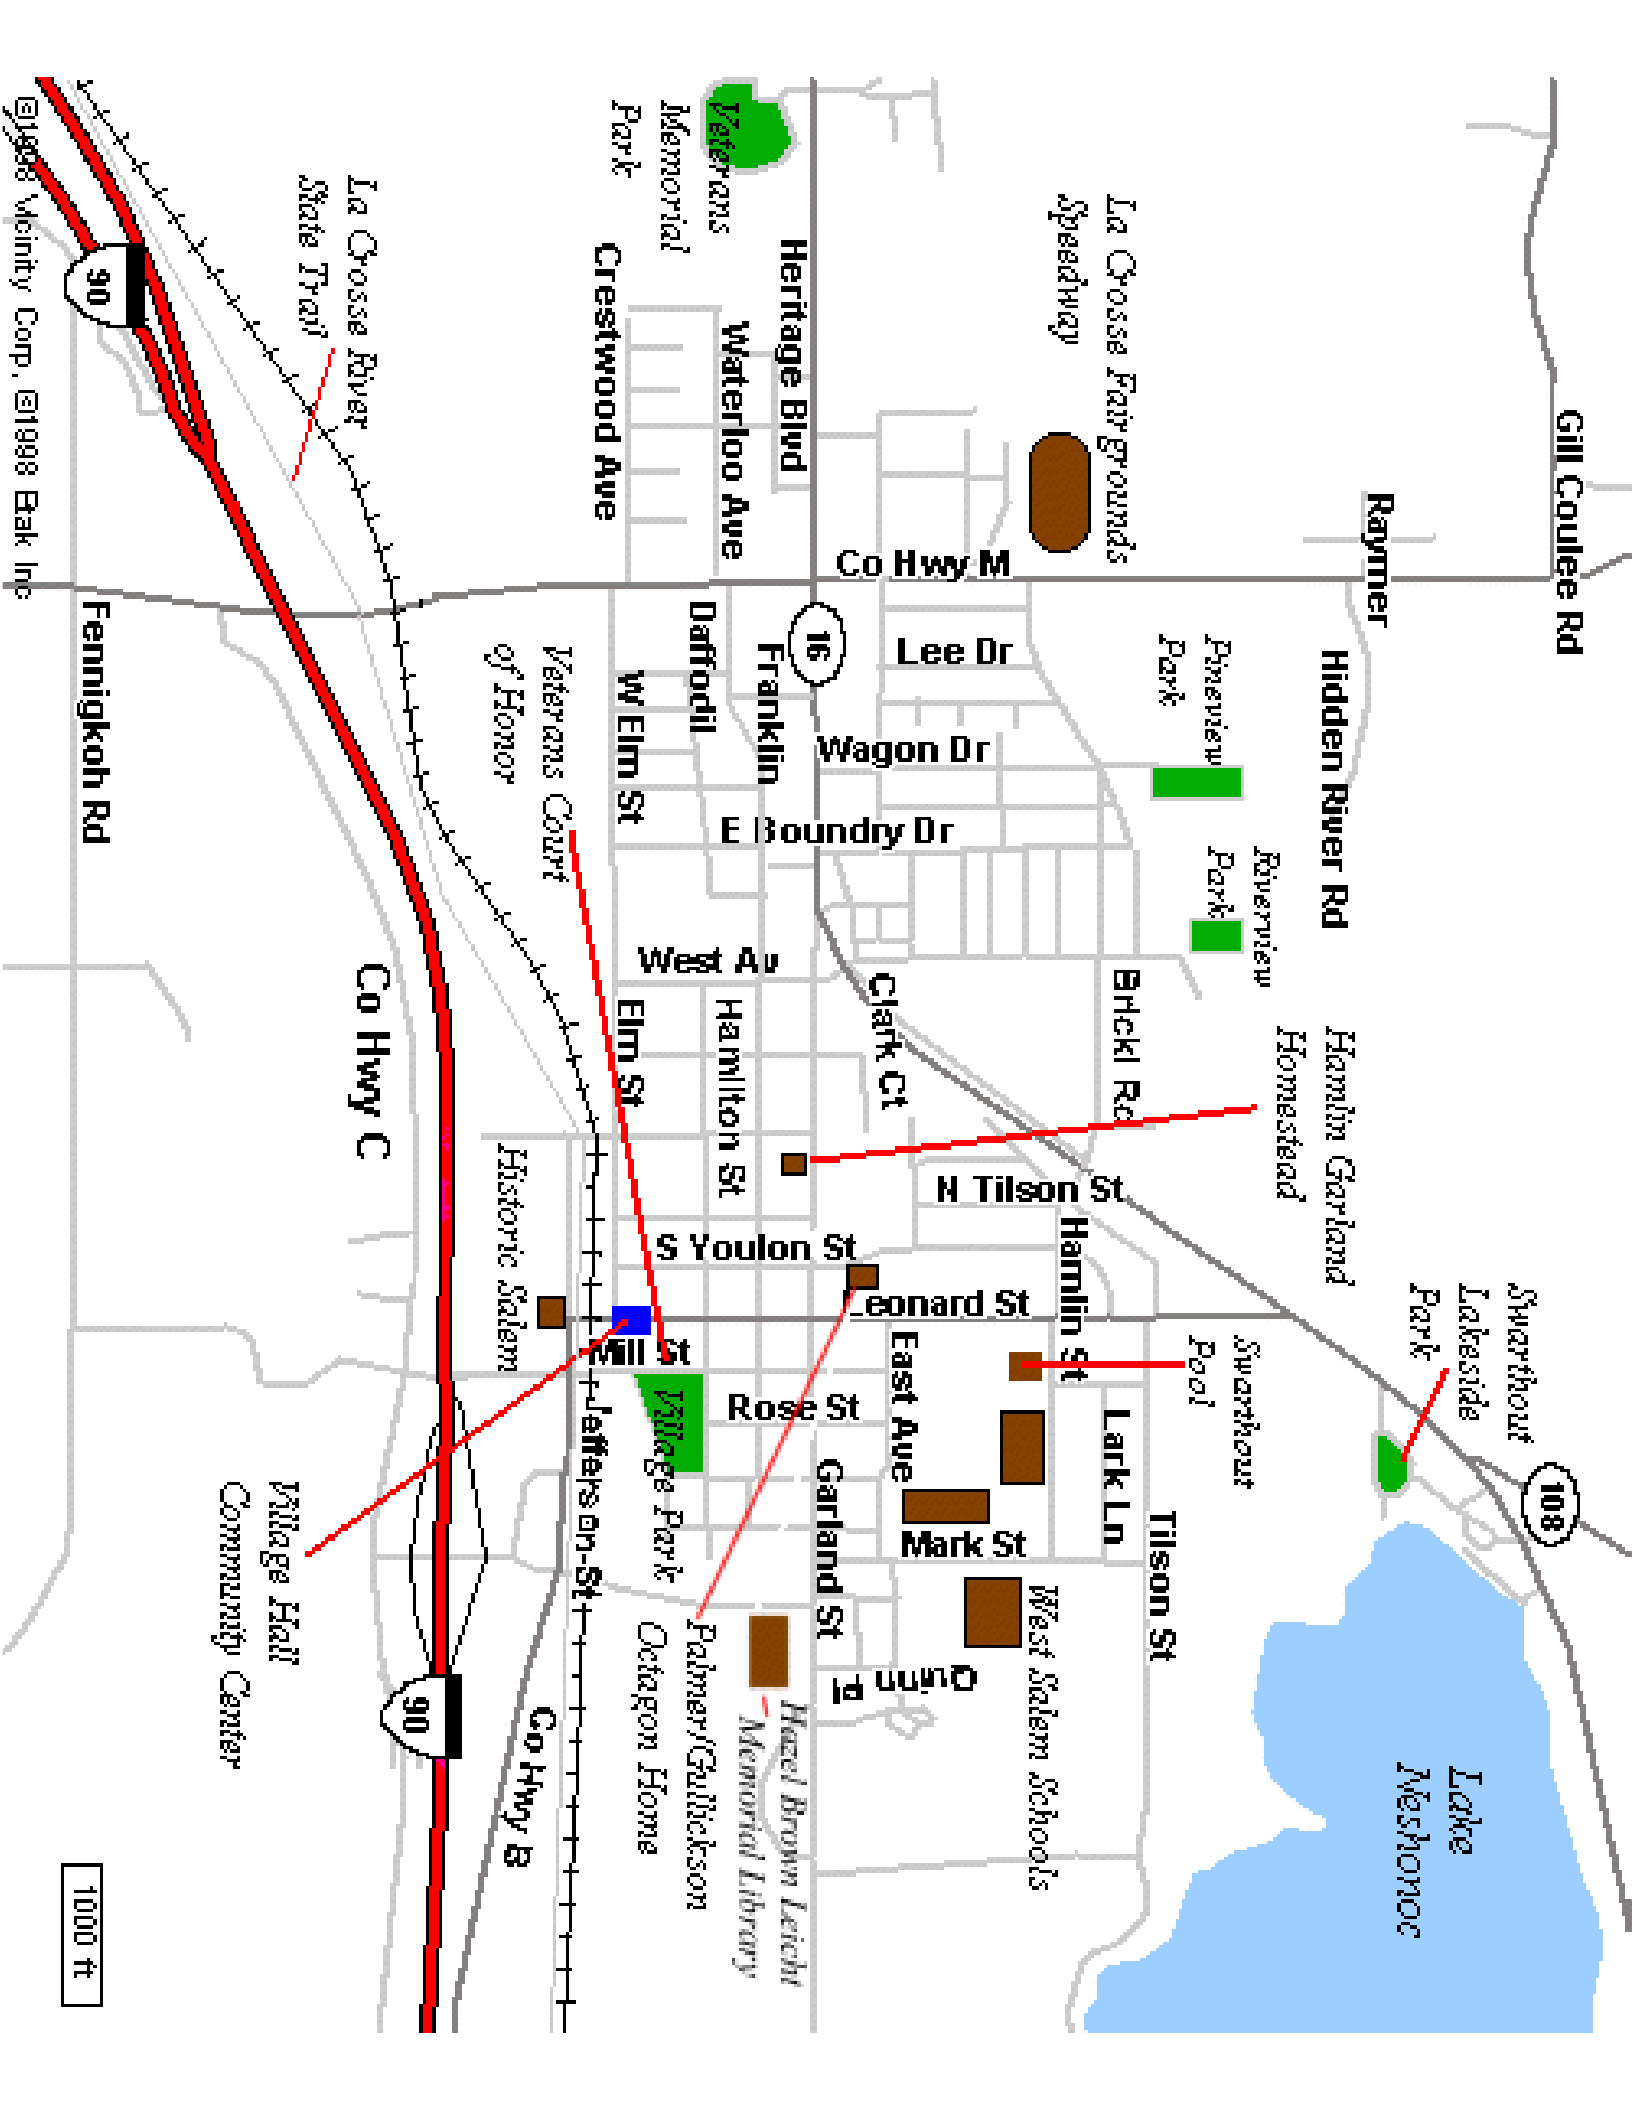 Gill Coulee Rd
Raymer
Hidden River Rd
La Crosse Fairgrounds
Speedway
Co Hwy M
Pineview
Park
Riverview
Park
Veterans
Memorial
Park
Heritage Blvd
Waterloo Ave
Crestwood Ave
16
Lee Dr
Wagon Dr
E Boundry Dr
Daffodil
Franklin
W Elm St
West Av
Elm St
Hamilton St
Clark Ct
Brickl Rd
Hamlin Garland
Homestead
N Tilson St
Hamlin St
S Youlon St
Leonard St
Mill St
Rose St
East Ave
Mark St
Lark Ln
Tilson St
Garland St
Quinn Pl
Jefferson St
Swarthout
Lakeside
Park
Swarthout
Pool
108
Lake
Neshonoc
West Salem Schools
Hazel Brown Leicht
Memorial Library
Palmer/Gullickson
Octagon Home
Village Park
Veterans Court
of Honor
Historic Salem
Village Hall
Community Center
La Crosse River
State Trail
90
Fennigkoh Rd
Co Hwy C
90
Co Hwy B
1000 ft
©1998 Vicinity Corp, ©1998 Etak Inc